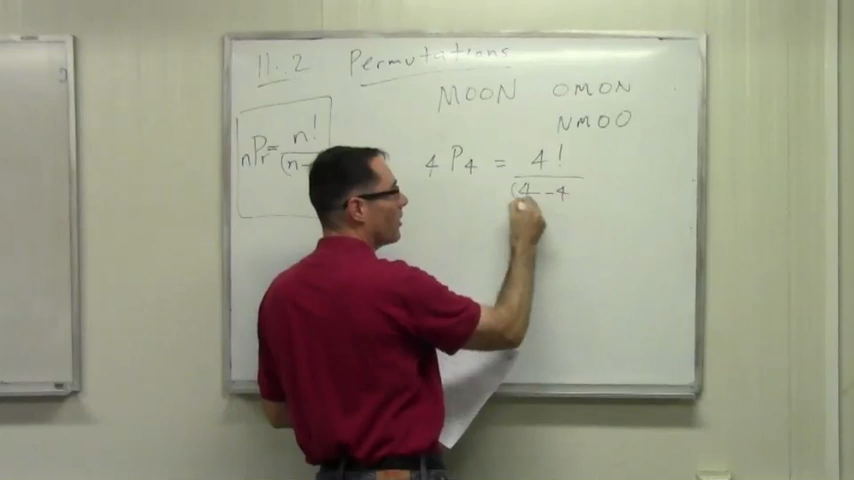 11.2 Permutations
MOON OMON
NMOO
nPr = n!
(n-
4P4 = 4!
(4-4